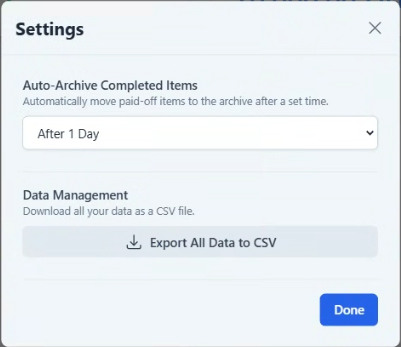 Settings
Auto-Archive Completed Items
Automatically move paid-off items to the archive after a set time.
After 1 Day
Data Management
Download all your data as a CSV file.
Export All Data to CSV
Done